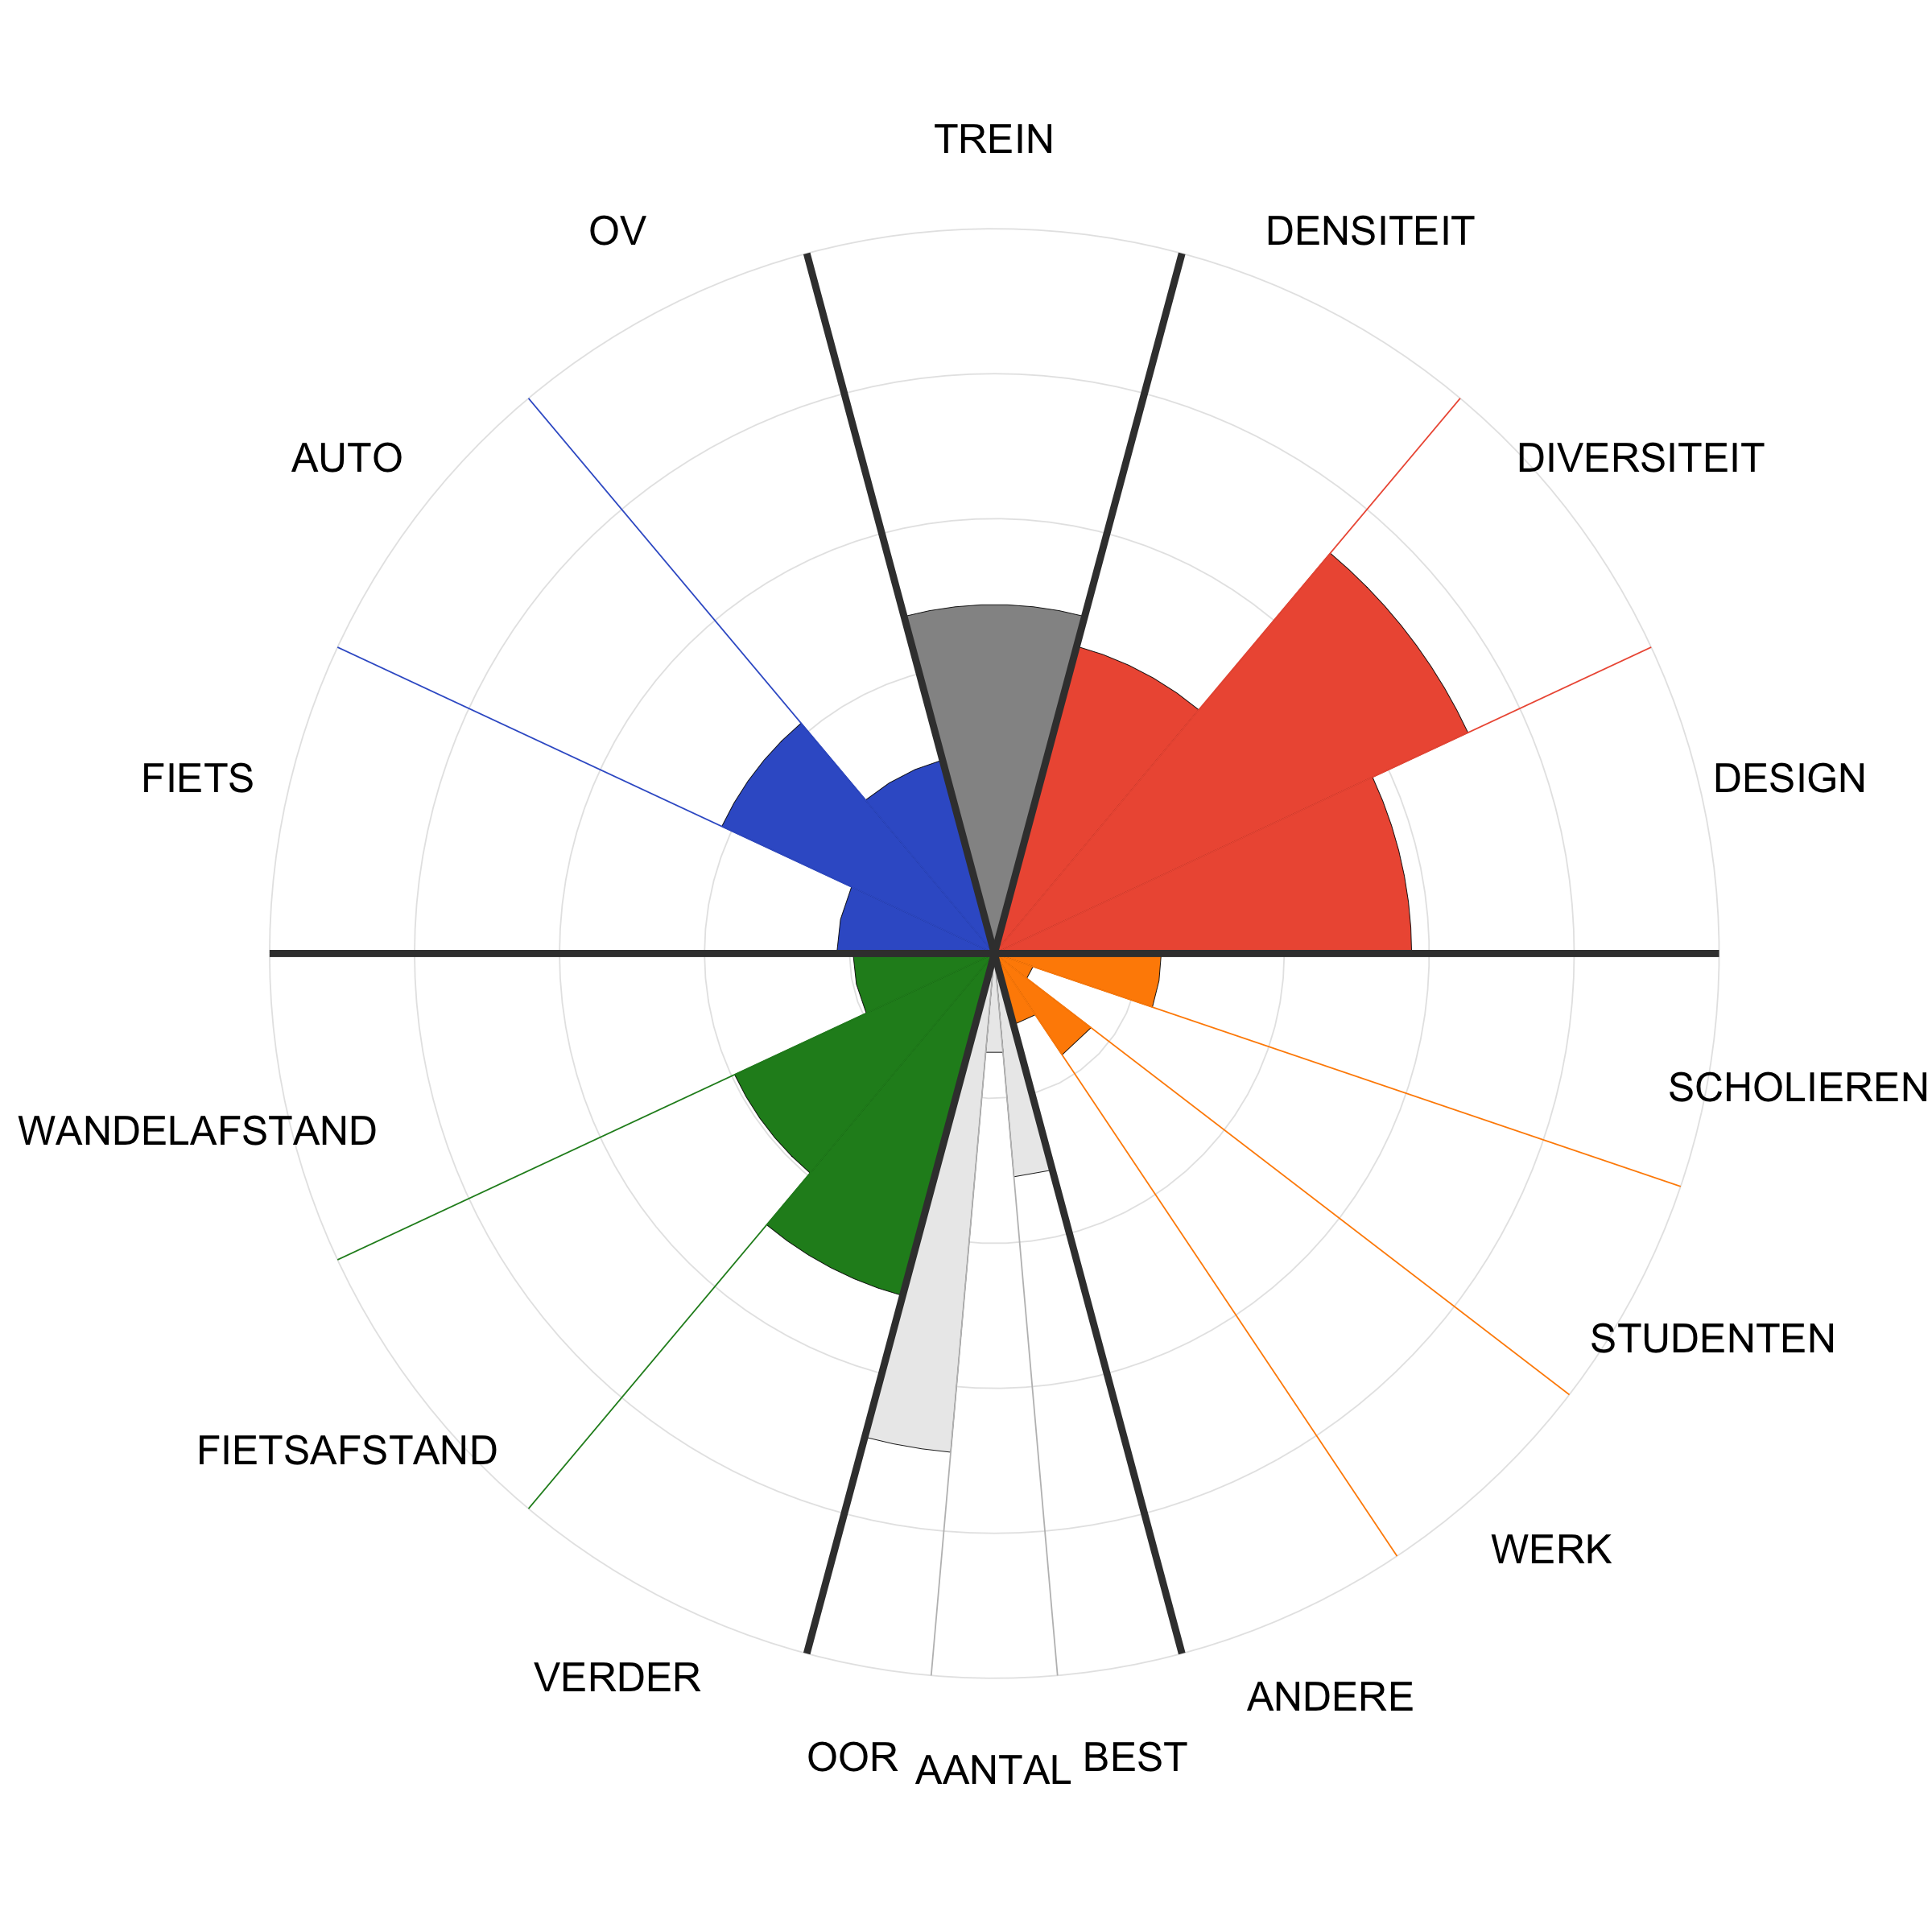 TREIN
OV
DENSITEIT
AUTO
DIVERSITEIT
FIETS
DESIGN
SCHOLIEREN
WANDELAFSTAND
STUDENTEN
FIETSAFSTAND
WERK
VERDER
ANDERE
OOR
AANTAL
BEST